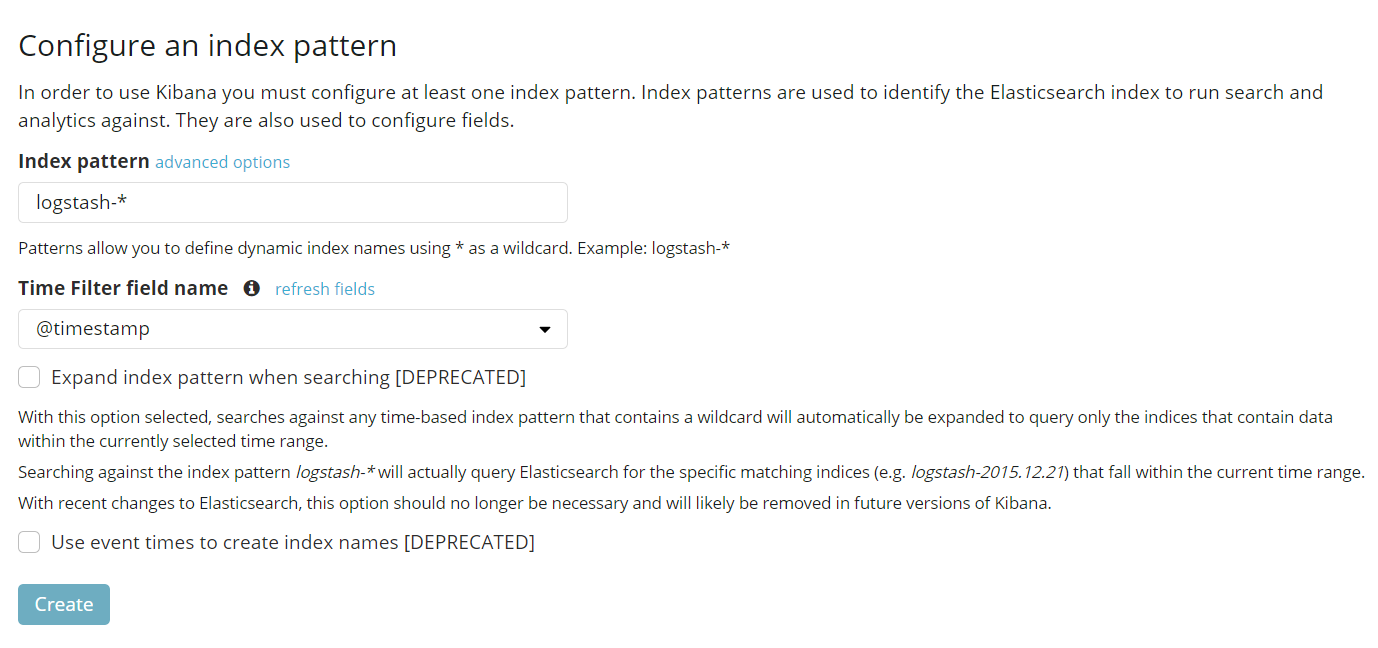 Configure an index pattern
In order to use Kibana you must configure at least one index pattern. Index patterns are used to identify the Elasticsearch index to run search and
analytics against. They are also used to configure fields.
Index pattern advanced options
logstash-*
Patterns allow you to define dynamic index names using * as a wildcard. Example: logstash-*
Time Filter field name refresh fields
@timestamp
Expand index pattern when searching [DEPRECATED]
With this option selected, searches against any time-based index pattern that contains a wildcard will automatically be expanded to query only the indices that contain data
within the currently selected time range.
Searching against the index pattern logstash-* will actually query Elasticsearch for the specific matching indices (e.g. logstash-2015.12.21) that fall within the current time range.
With recent changes to Elasticsearch, this option should no longer be necessary and will likely be removed in future versions of Kibana.
Use event times to create index names [DEPRECATED]
Create